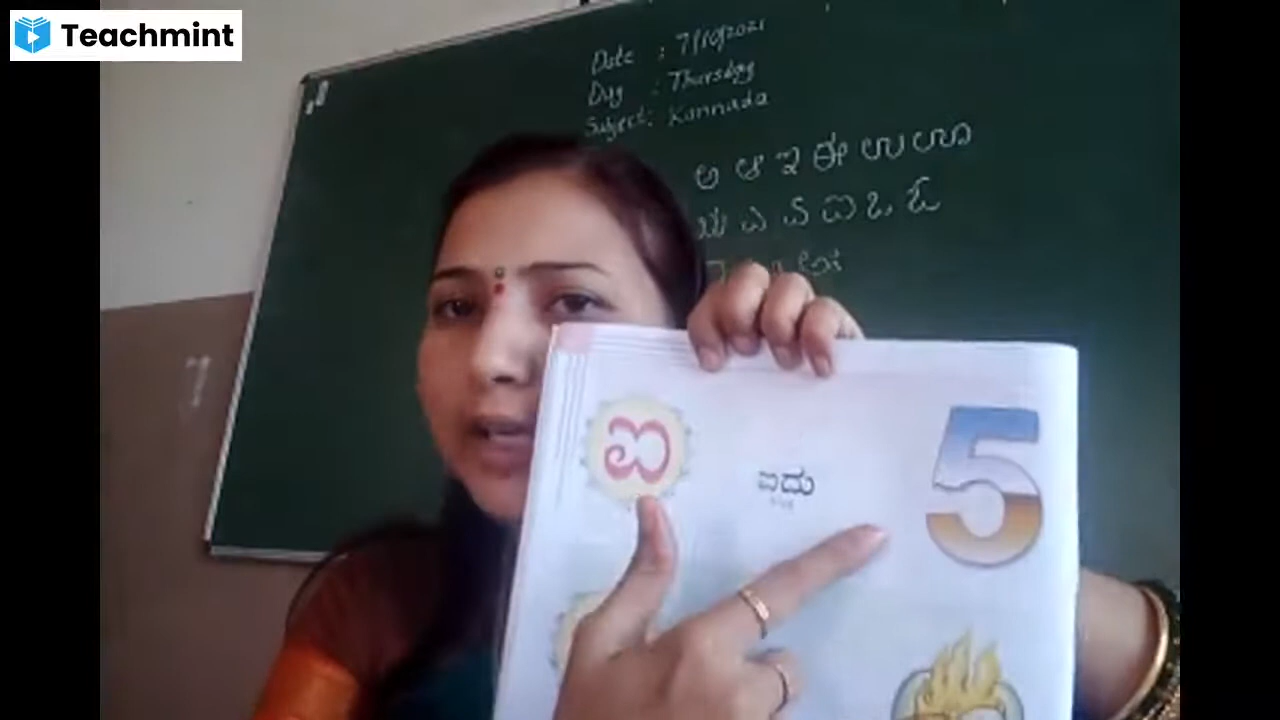 Teachmint
Date : 7/10/2021
Day : Thursday
Subject: Kannada
ಅ ಆ ಇ ಈ ಉ ಊ
ಋ ಎ ಏ ಐ ಒ ಓ
ಅಃ
ಐ
ಐದು
5